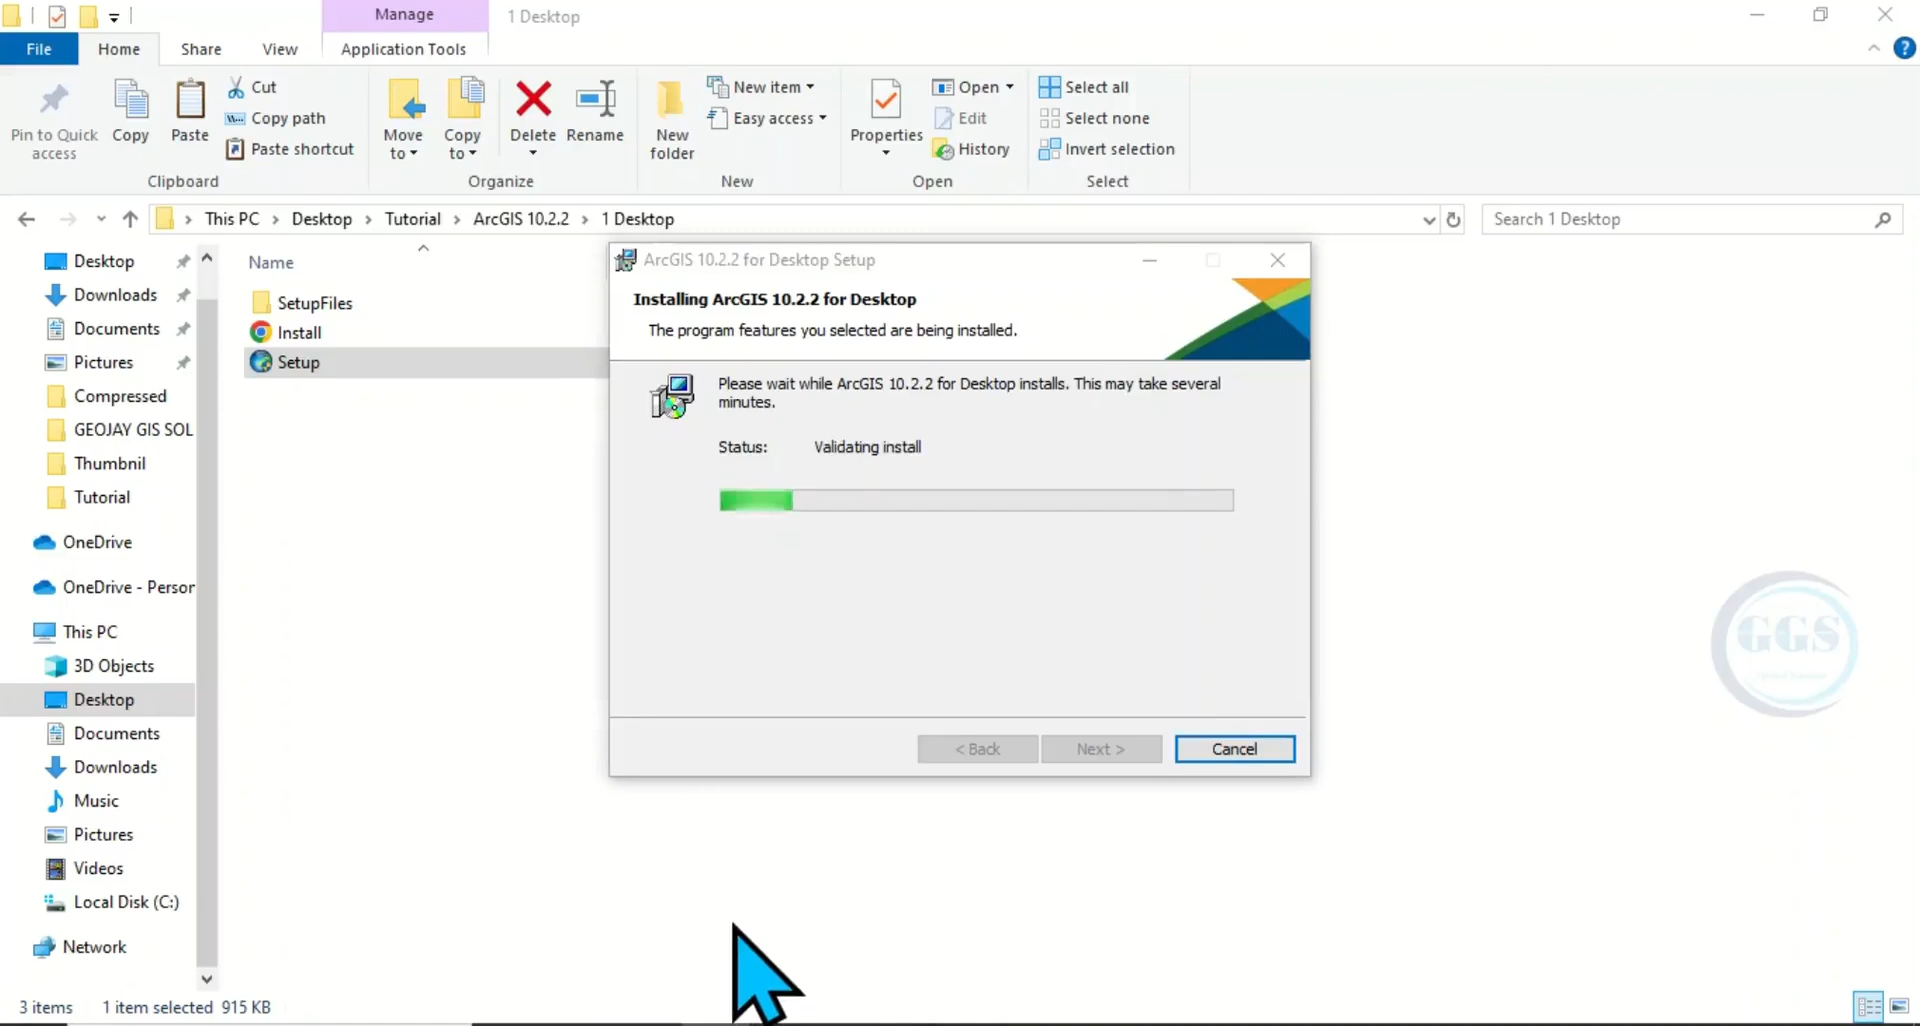 Manage
1 Desktop
File
Home
Share
View
Application Tools
Pin to Quick
access
Copy
Paste
Cut
Copy path
Paste shortcut
Clipboard
Move
to
Copy
to
Delete
Rename
Organize
New
folder
New item
Easy access
New
Properties
Open
Edit
History
Open
Select all
Select none
Invert selection
Select
This PC > Desktop > Tutorial > ArcGIS 10.2.2 > 1 Desktop
Search 1 Desktop
Desktop
Downloads
Documents
Pictures
Compressed
GEOJAY GIS SOL
Thumbnil
Tutorial
OneDrive
OneDrive - Person
This PC
3D Objects
Desktop
Documents
Downloads
Music
Pictures
Videos
Local Disk (C:)
Network
Name
SetupFiles
Install
Setup
ArcGIS 10.2.2 for Desktop Setup
Installing ArcGIS 10.2.2 for Desktop
The program features you selected are being installed.
Please wait while ArcGIS 10.2.2 for Desktop installs. This may take several
minutes.
Status: Validating install
< Back
Next >
Cancel
GGS
3 items 1 item selected 915 KB